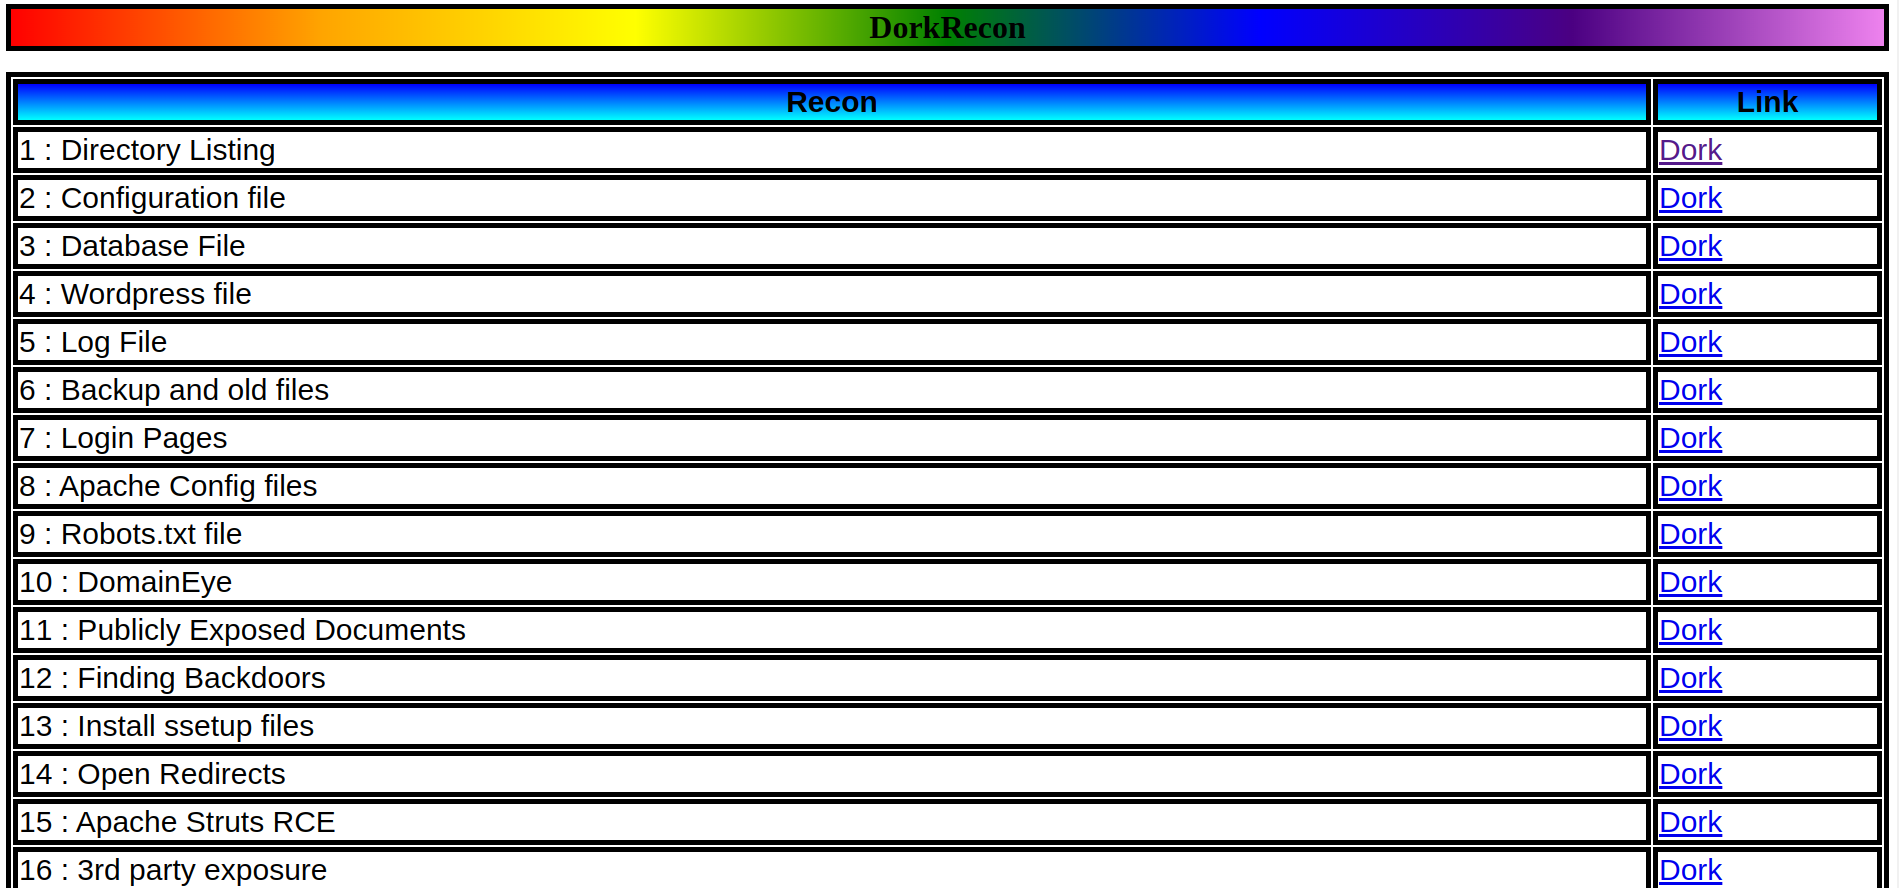 DorkRecon
Recon Link
1 : Directory Listing Dork
2 : Configuration file Dork
3 : Database File Dork
4 : Wordpress file Dork
5 : Log File Dork
6 : Backup and old files Dork
7 : Login Pages Dork
8 : Apache Config files Dork
9 : Robots.txt file Dork
10 : DomainEye Dork
11 : Publicly Exposed Documents Dork
12 : Finding Backdoors Dork
13 : Install ssetup files Dork
14 : Open Redirects Dork
15 : Apache Struts RCE Dork
16 : 3rd party exposure Dork